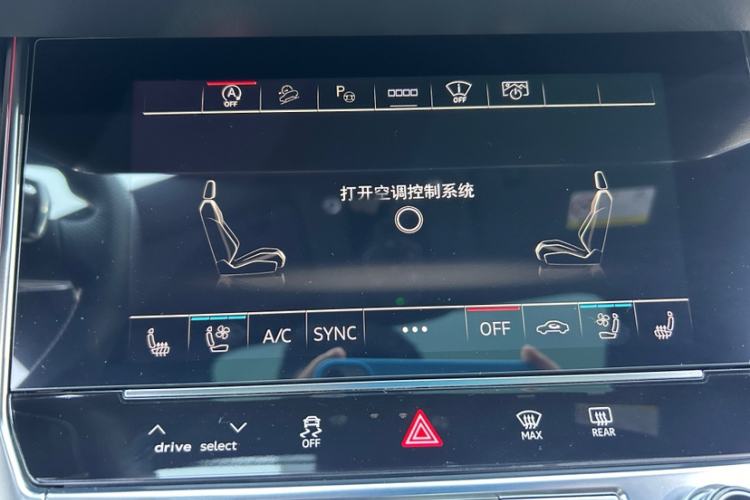 A
OFF
P
i
OFF
打开空调控制系统
A/C
SYNC
•••
OFF
drive select
OFF
MAX
REAR